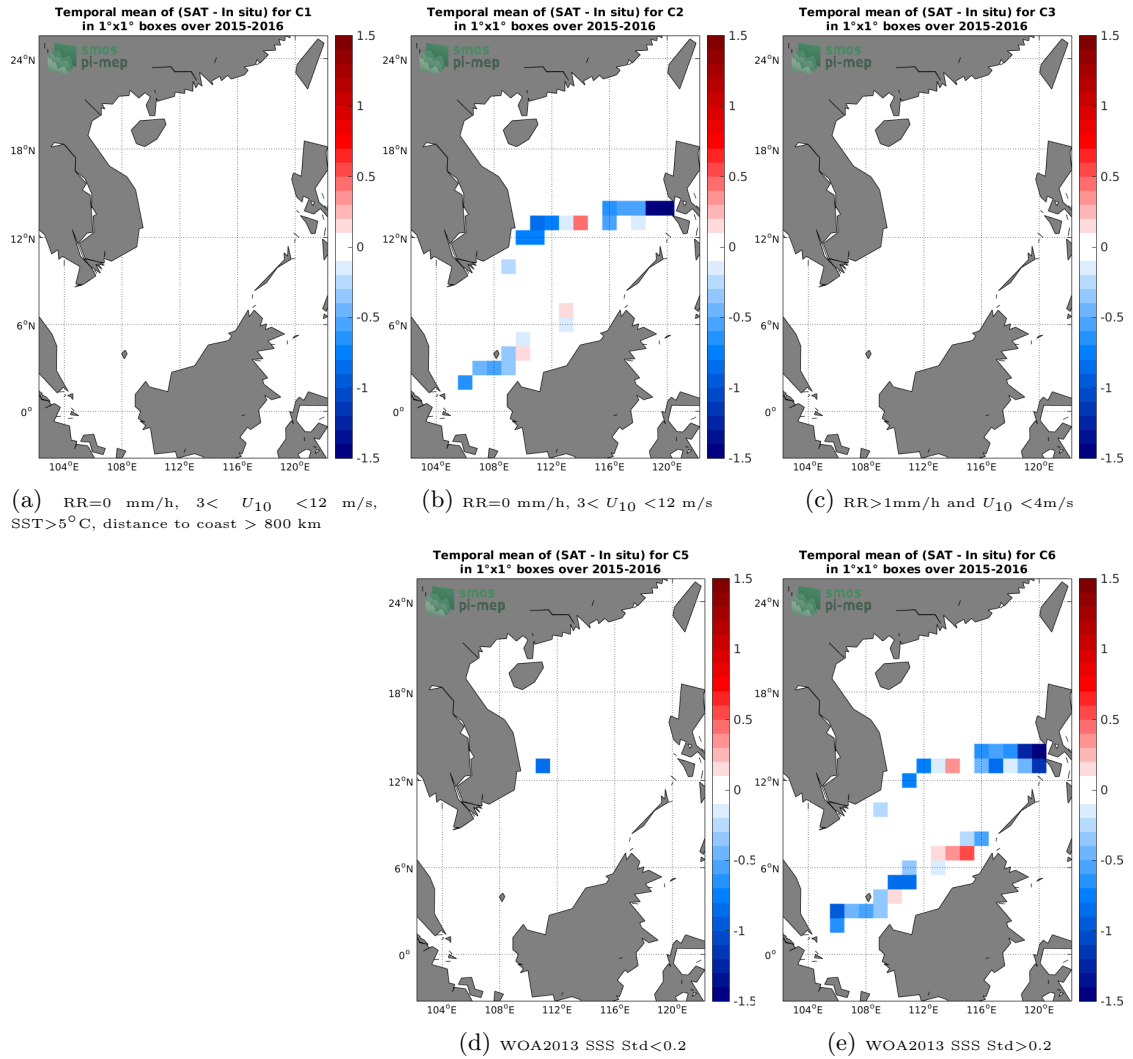 Temporal mean of (SAT - In situ) for C1
in 1°x1° boxes over 2015-2016
smos
pi-mep
24°N
18°N
12°N
6°N
0°
104°E 108°E 112°E 116°E 120°E
1.5
1
0.5
0
-0.5
-1
-1.5
(a) RR=0 mm/h, 3< U10 <12 m/s,
SST>5°C, distance to coast > 800 km
Temporal mean of (SAT - In situ) for C2
in 1°x1° boxes over 2015-2016
smos
pi-mep
24°N
18°N
12°N
6°N
0°
104°E 108°E 112°E 116°E 120°E
1.5
1
0.5
0
-0.5
-1
-1.5
(b) RR=0 mm/h, 3< U10 <12 m/s
Temporal mean of (SAT - In situ) for C3
in 1°x1° boxes over 2015-2016
smos
pi-mep
24°N
18°N
12°N
6°N
0°
104°E 108°E 112°E 116°E 120°E
1.5
1
0.5
0
-0.5
-1
-1.5
(c) RR>1mm/h and U10 <4m/s
Temporal mean of (SAT - In situ) for C5
in 1°x1° boxes over 2015-2016
smos
pi-mep
24°N
18°N
12°N
6°N
0°
104°E 108°E 112°E 116°E 120°E
1.5
1
0.5
0
-0.5
-1
-1.5
(d) WOA2013 SSS Std<0.2
Temporal mean of (SAT - In situ) for C6
in 1°x1° boxes over 2015-2016
smos
pi-mep
24°N
18°N
12°N
6°N
0°
104°E 108°E 112°E 116°E 120°E
1.5
1
0.5
0
-0.5
-1
-1.5
(e) WOA2013 SSS Std>0.2